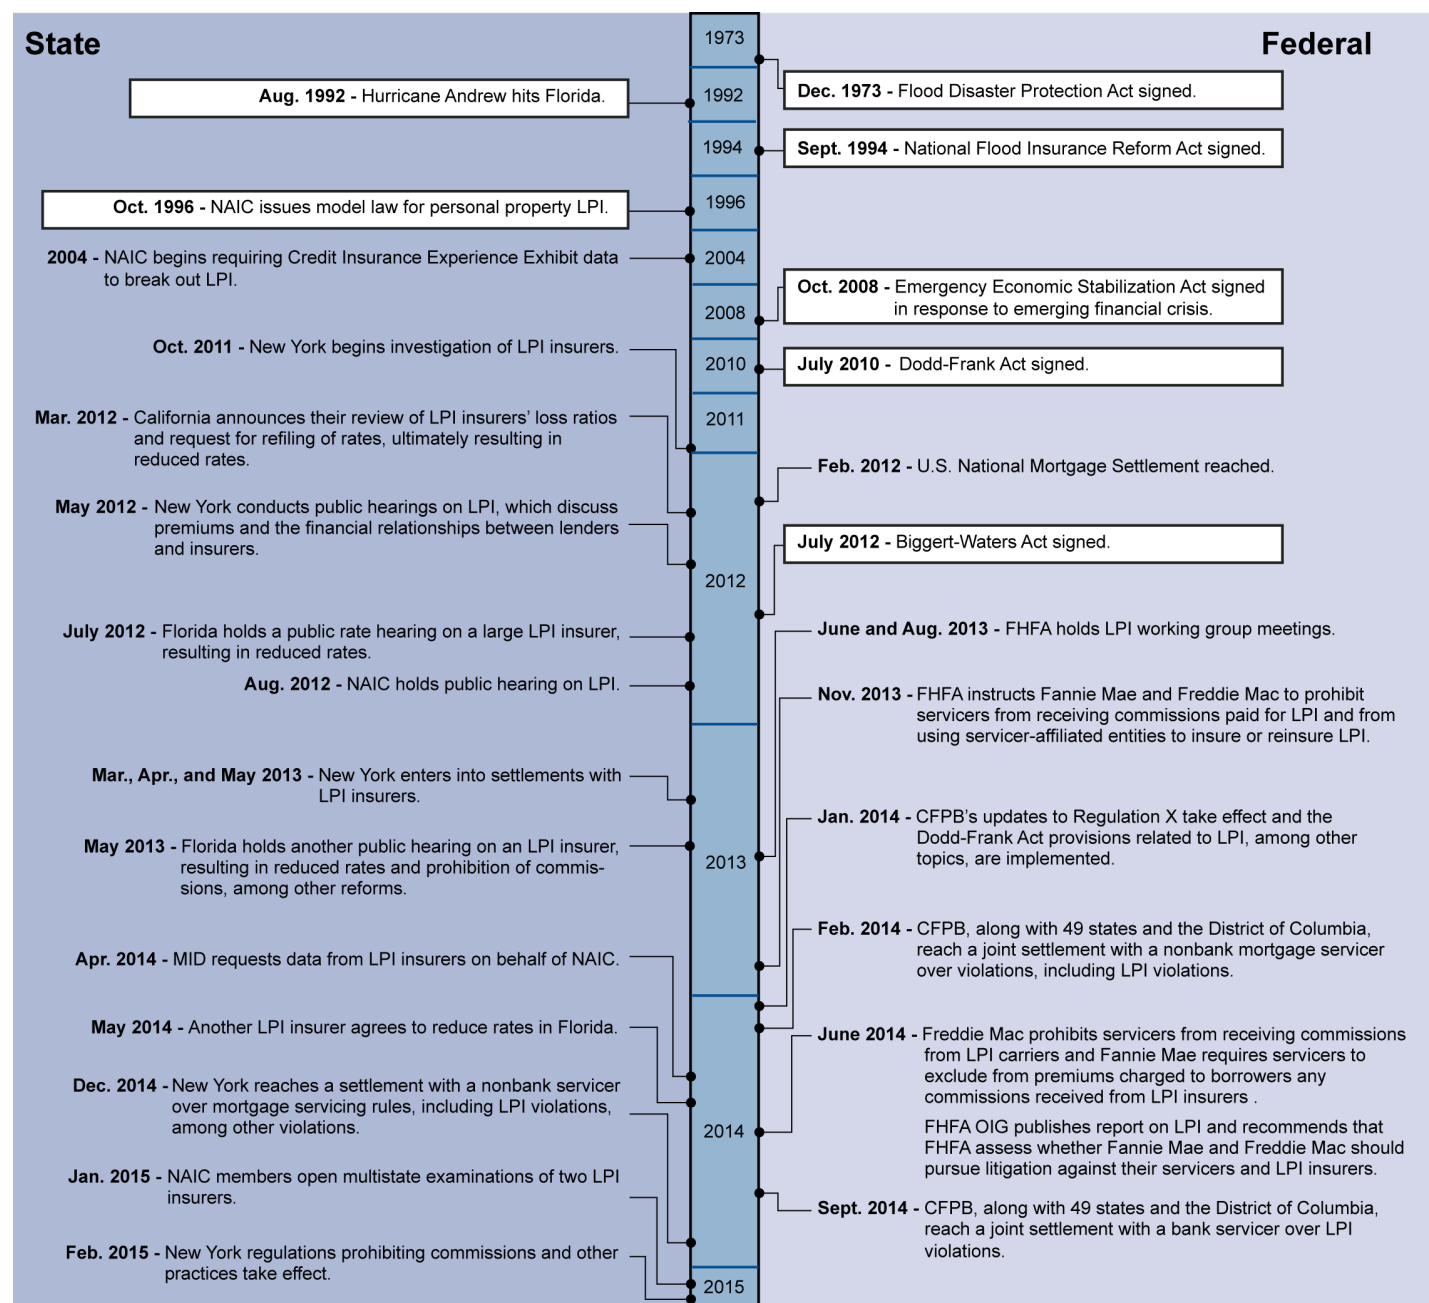 State
Federal
1973
Dec. 1973 - Flood Disaster Protection Act signed.
Aug. 1992 - Hurricane Andrew hits Florida.
1992
1994
Sept. 1994 - National Flood Insurance Reform Act signed.
Oct. 1996 - NAIC issues model law for personal property LPI.
1996
2004 - NAIC begins requiring Credit Insurance Experience Exhibit data
to break out LPI.
2004
Oct. 2008 - Emergency Economic Stabilization Act signed
in response to emerging financial crisis.
2008
Oct. 2011 - New York begins investigation of LPI insurers.
2010
July 2010 - Dodd-Frank Act signed.
Mar. 2012 - California announces their review of LPI insurers' loss ratios
and request for refiling of rates, ultimately resulting in
reduced rates.
2011
Feb. 2012 - U.S. National Mortgage Settlement reached.
May 2012 - New York conducts public hearings on LPI, which discuss
premiums and the financial relationships between lenders
and insurers.
July 2012 - Biggert-Waters Act signed.
2012
July 2012 - Florida holds a public rate hearing on a large LPI insurer,
resulting in reduced rates.
June and Aug. 2013 - FHFA holds LPI working group meetings.
Aug. 2012 - NAIC holds public hearing on LPI.
Nov. 2013 - FHFA instructs Fannie Mae and Freddie Mac to prohibit
servicers from receiving commissions paid for LPI and from
using servicer-affiliated entities to insure or reinsure LPI.
Mar., Apr., and May 2013 - New York enters into settlements with
LPI insurers.
Jan. 2014 - CFPB's updates to Regulation X take effect and the
Dodd-Frank Act provisions related to LPI, among other
topics, are implemented.
May 2013 - Florida holds another public hearing on an LPI insurer,
resulting in reduced rates and prohibition of commis-
sions, among other reforms.
2013
Feb. 2014 - CFPB, along with 49 states and the District of Columbia,
reach a joint settlement with a nonbank mortgage servicer
over violations, including LPI violations.
Apr. 2014 - MID requests data from LPI insurers on behalf of NAIC.
May 2014 - Another LPI insurer agrees to reduce rates in Florida.
June 2014 - Freddie Mac prohibits servicers from receiving commissions
from LPI carriers and Fannie Mae requires servicers to
exclude from premiums charged to borrowers any
commissions received from LPI insurers .
FHFA OIG publishes report on LPI and recommends that
FHFA assess whether Fannie Mae and Freddie Mac should
pursue litigation against their servicers and LPI insurers.
Dec. 2014 - New York reaches a settlement with a nonbank servicer
over mortgage servicing rules, including LPI violations,
among other violations.
2014
Jan. 2015 - NAIC members open multistate examinations of two LPI
insurers.
Sept. 2014 - CFPB, along with 49 states and the District of Columbia,
reach a joint settlement with a bank servicer over LPI
violations.
Feb. 2015 - New York regulations prohibiting commissions and other
practices take effect.
2015